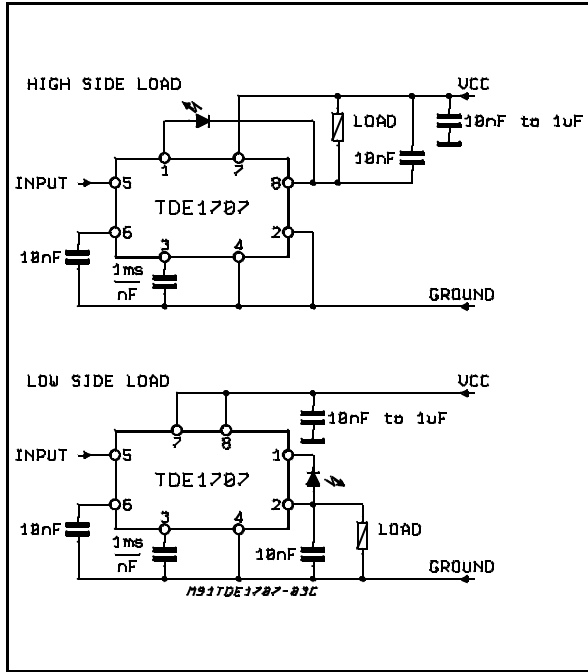 HIGH SIDE LOAD
VCC
LOAD
10nF to 1uF
10nF
1
7
INPUT
5
8
TDE1707
6
2
10nF
3
4
1ms
nF
GROUND
LOW SIDE LOAD
VCC
10nF to 1uF
7
8
INPUT
5
1
TDE1707
6
2
10nF
3
4
LOAD
1ms
nF
10nF
GROUND
M91TDE1707-03C